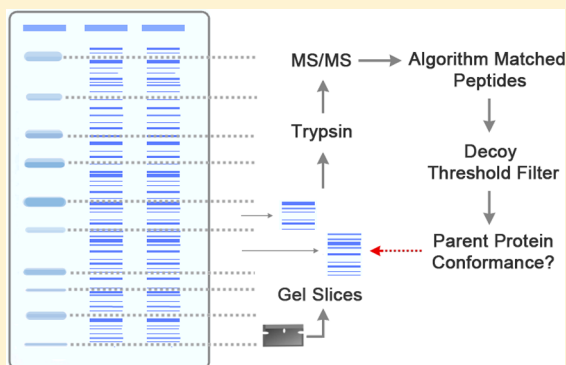 MS/MS
Algorithm Matched
Peptides
Trypsin
Decoy
Threshold Filter
Parent Protein
Conformance?
Gel Slices